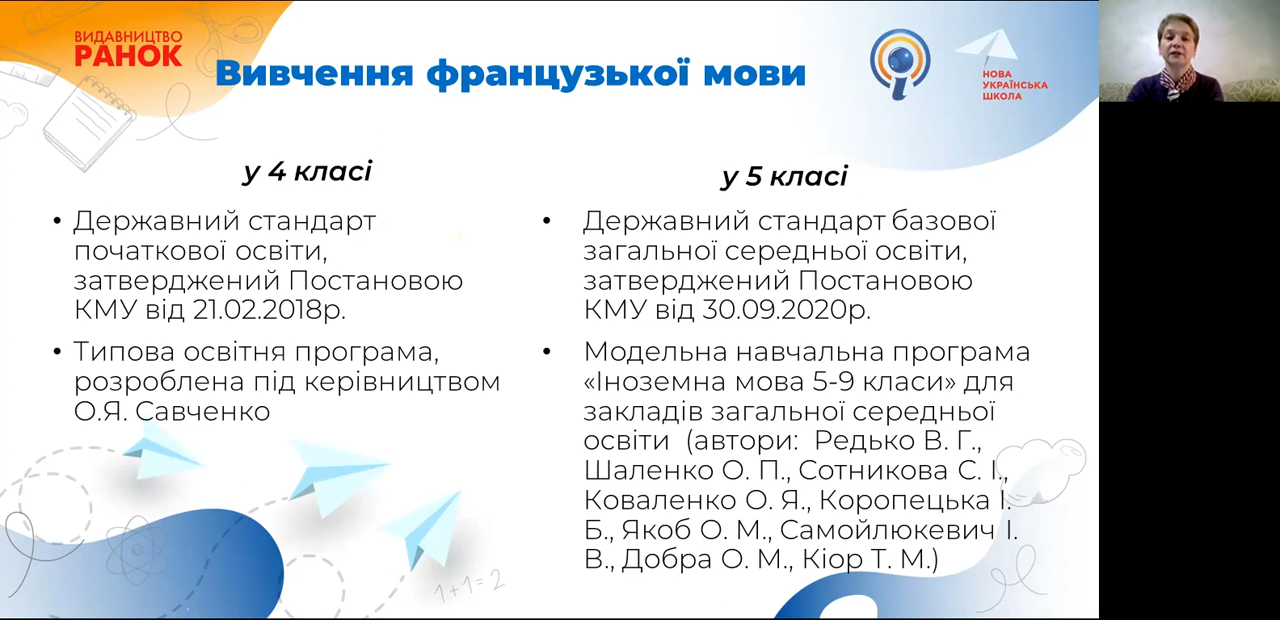 ВИДАВНИЦТВО
РАНОК
Вивчення французької мови
НОВА
УКРАЇНСЬКА
ШКОЛА
у 4 класі
• Державний стандарт
початкової освіти,
затверджений Постановою
КМУ від 21.02.2018р.
• Типова освітня програма,
розроблена під керівництвом
О.Я. Савченко
у 5 класі
• Державний стандарт базової
загальної середньої освіти,
затверджений Постановою
КМУ від 30.09.2020р.
• Модельна навчальна програма
«Іноземна мова 5-9 класи» для
закладів загальної середньої
освіти (автори: Редько В. Г.,
Шаленко О. П., Сотникова С. І.,
Коваленко О. Я., Коропецька І.
Б., Якоб О. М., Самойлюкевич І.
В., Добра О. М., Кіор Т. М.)
1+1=2